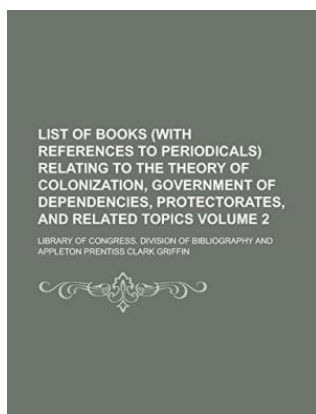 LIST OF BOOKS (WITH
REFERENCES TO PERIODICALS)
RELATING TO THE THEORY OF
COLONIZATION, GOVERNMENT OF
DEPENDENCIES, PROTECTORATES,
AND RELATED TOPICS VOLUME 2
LIBRARY OF CONGRESS. DIVISION OF BIBLIOGRAPHY AND
APPLETON PRENTISS CLARK GRIFFIN